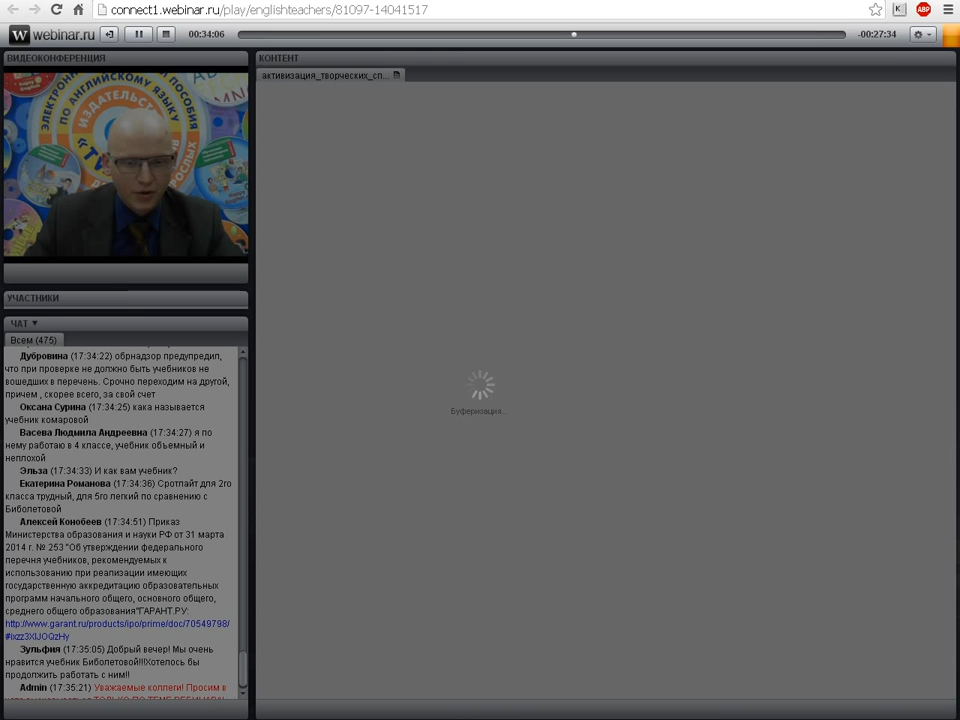 connect1.webinar.ru/play/englishteachers/81097-14041517
W webinar.ru 00:34:06 -00:27:34
ВИДЕОКОНФЕРЕНЦИЯ
КОНТЕНТ
активизация_творческих_сп...
ЭЛЕКТРОННЫЕ ПОСОБИЯ
ПО АНГЛИЙСКОМУ ЯЗЫКУ
ИЗДАТЕЛЬСТВО
УЧАСТНИКИ
ЧАТ ▼
Всем (475)
Дубровина (17:34:22) обрнадзор предупредил,
что при проверке не должно быть учебников не
вошедших в перечень. Срочно переходим на другой,
причем , скорее всего, за свой счет
Оксана Сурина (17:34:25) кака называется
учебник комаровой
Васева Людмила Андреевна (17:34:27) я по
нему работаю в 4 классе, учебник объемный и
неплохой
Эльза (17:34:33) И как вам учебник?
Екатерина Романова (17:34:36) Сротлайт для 2го
класса трудный, для 5го легкий по сравнению с
Биболетовой
Алексей Конобеев (17:34:51) Приказ
Министерства образования и науки РФ от 31 марта
2014 г. № 253 "Об утверждении федерального
перечня учебников, рекомендуемых к
использованию при реализации имеющих
государственную аккредитацию образовательных
программ начального общего, основного общего,
среднего общего образования"ГАРАНТ.РУ:
http://www.garant.ru/products/ipo/prime/doc/70549798/
#ixzz3XIJOQzHy
Зульфия (17:35:05) Добрый вечер! Мы очень
нравится учебник Биболетовой!!!Хотелось бы
продолжить работать с ним!!
Admin (17:35:21) Уважаемые коллеги! Просим в
Буферизация...